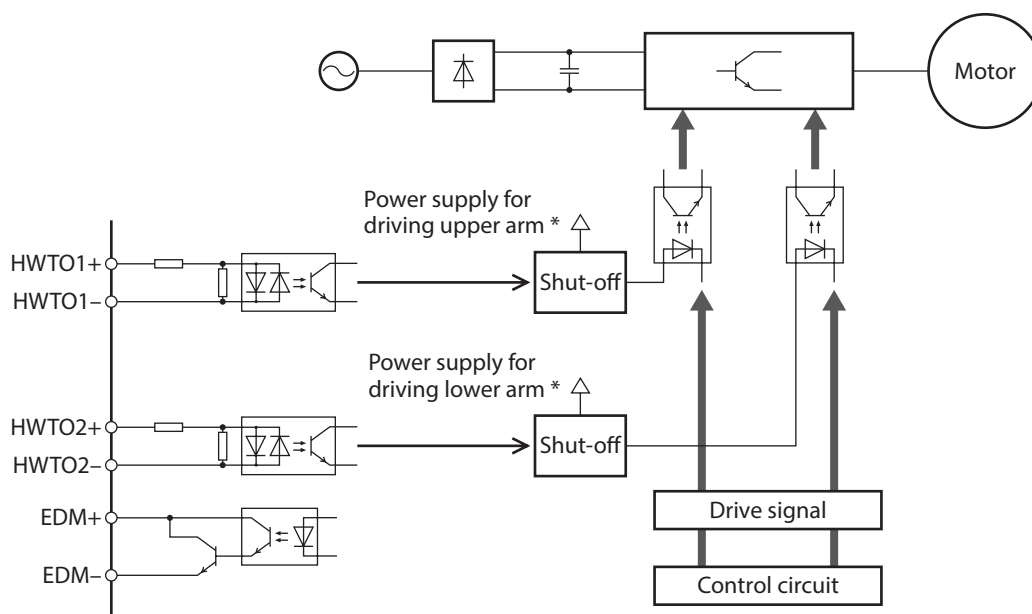 Motor
Power supply for
driving upper arm *
HWTO1+
HWTO1−
Shut-off
Power supply for
driving lower arm *
HWTO2+
HWTO2−
Shut-off
EDM+
EDM−
Drive signal
Control circuit